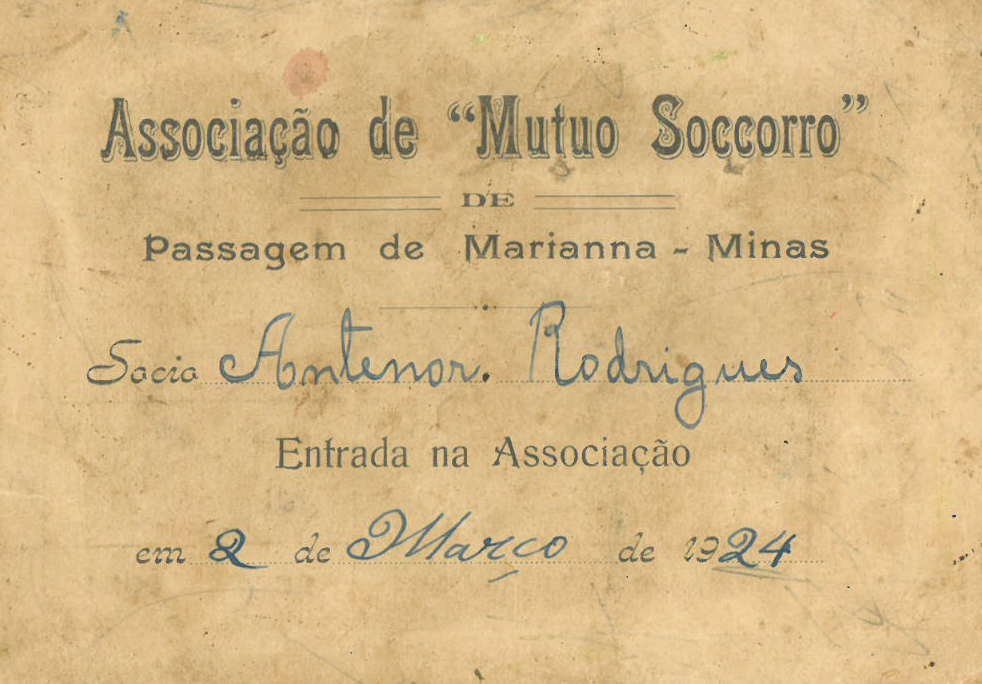 Associação de “Mutuo Soccorro”
DE
Passagem de Marianna - Minas
Socio Antenor. Rodrigues
Entrada na Associação
em 2 de Março de 1924